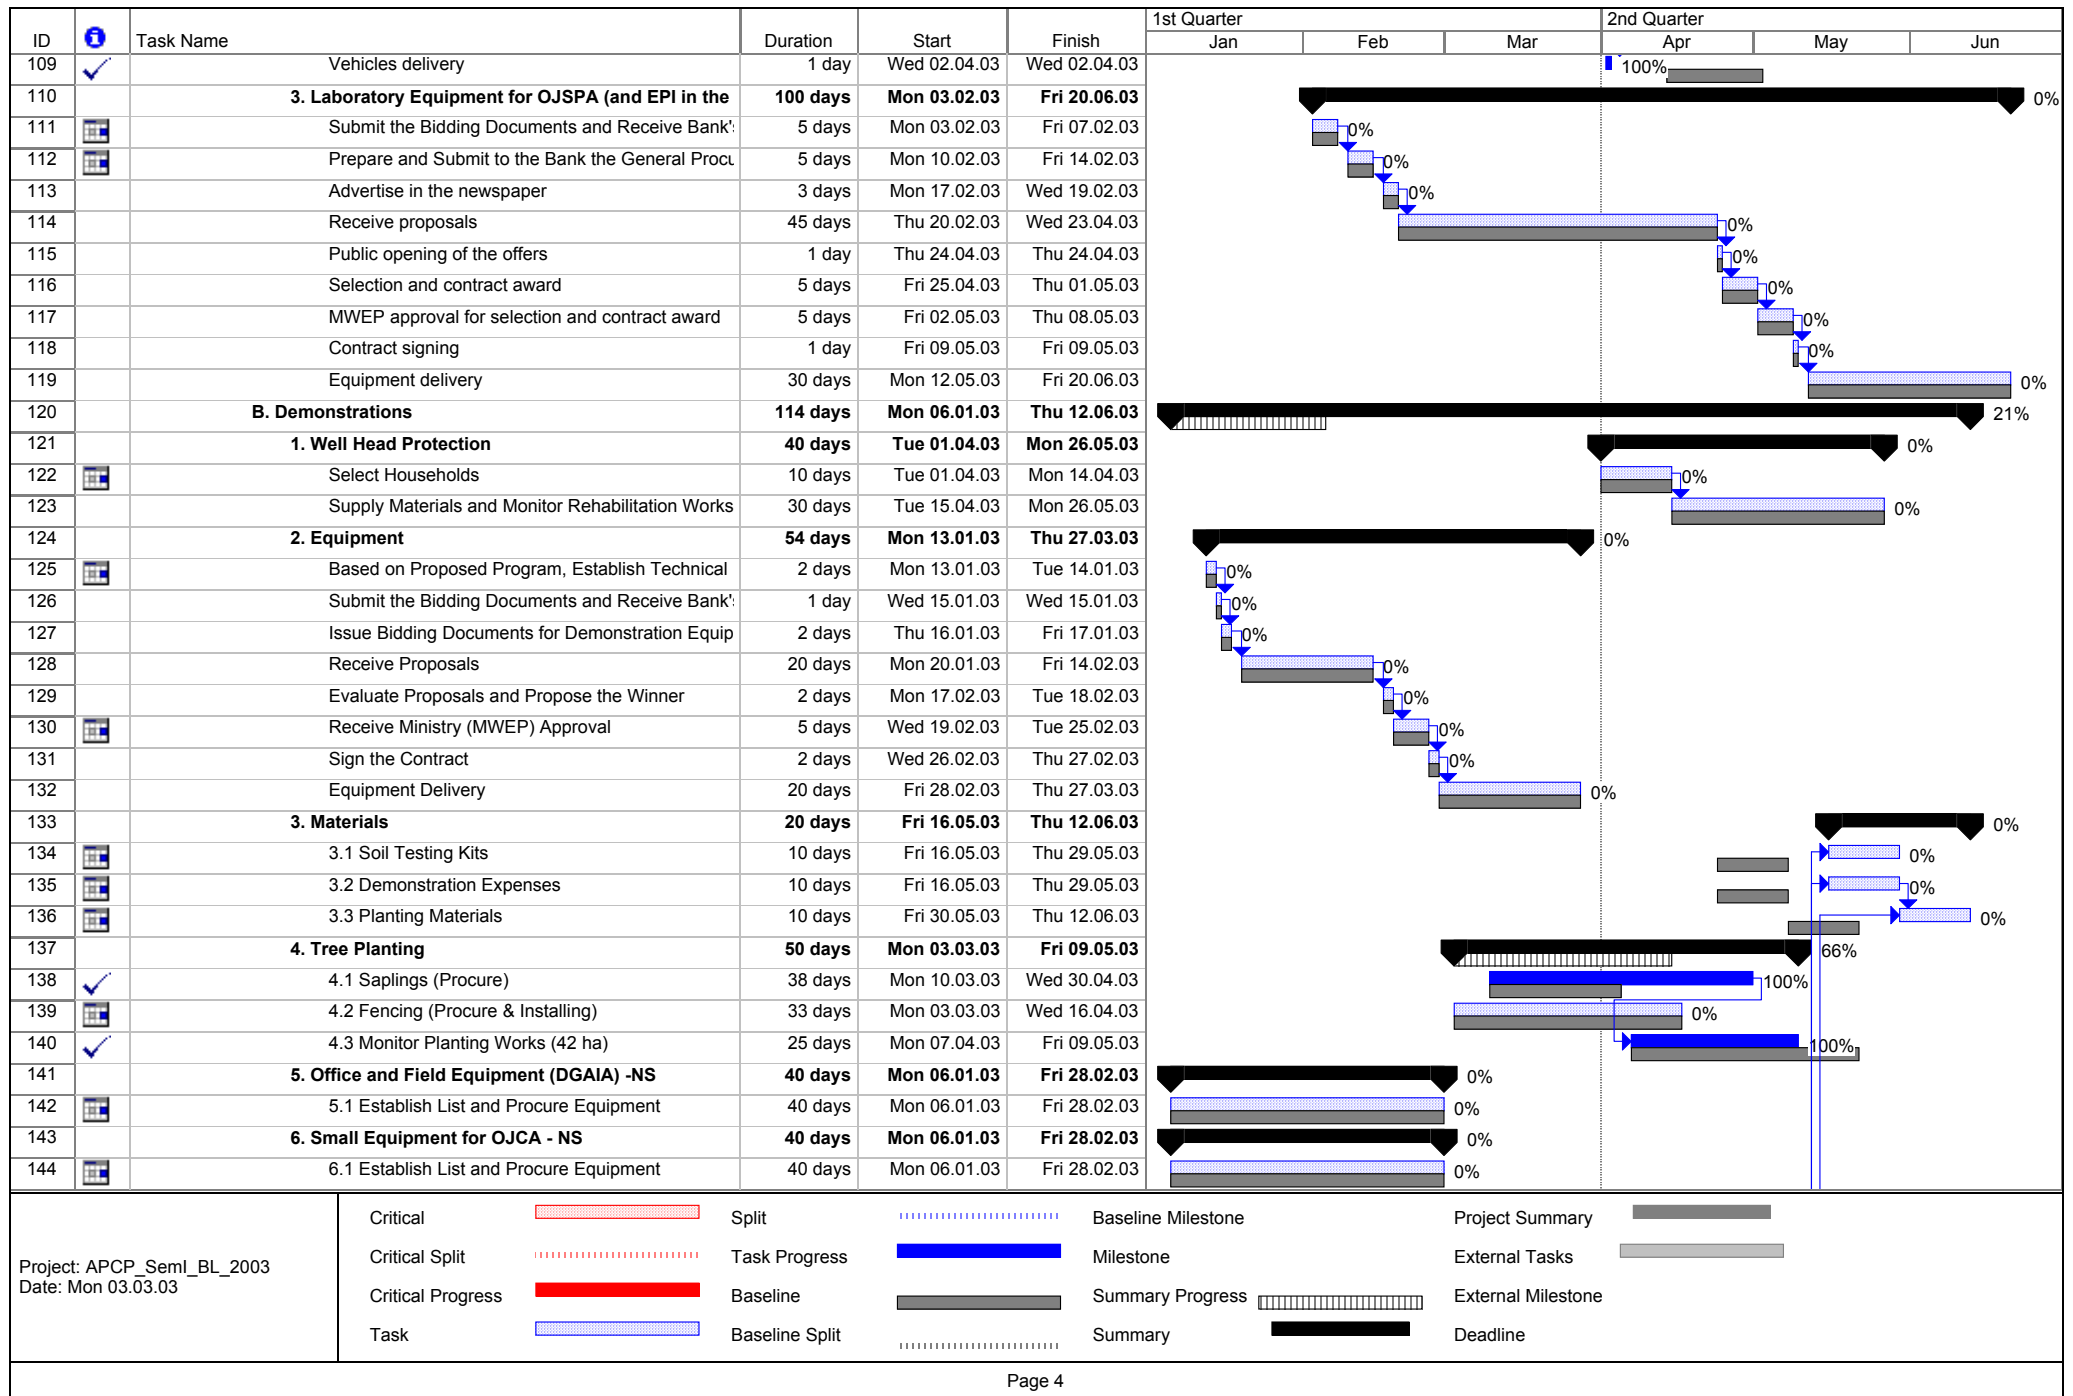 1st Quarter 2nd Quarter
ID Task Name Duration Start Finish Jan Feb Mar Apr May Jun
109 Vehicles delivery 1 day Wed 02.04.03 Wed 02.04.03 100%
110 3. Laboratory Equipment for OJSPA (and EPI in the 100 days Mon 03.02.03 Fri 20.06.03 0%
111 Submit the Bidding Documents and Receive Bank's 5 days Mon 03.02.03 Fri 07.02.03 0%
112 Prepare and Submit to the Bank the General Procu 5 days Mon 10.02.03 Fri 14.02.03 0%
113 Advertise in the newspaper 3 days Mon 17.02.03 Wed 19.02.03 0%
114 Receive proposals 45 days Thu 20.02.03 Wed 23.04.03 0%
115 Public opening of the offers 1 day Thu 24.04.03 Thu 24.04.03 0%
116 Selection and contract award 5 days Fri 25.04.03 Thu 01.05.03 0%
117 MWEP approval for selection and contract award 5 days Fri 02.05.03 Thu 08.05.03 0%
118 Contract signing 1 day Fri 09.05.03 Fri 09.05.03 0%
119 Equipment delivery 30 days Mon 12.05.03 Fri 20.06.03 0%
120 B. Demonstrations 114 days Mon 06.01.03 Thu 12.06.03 21%
121 1. Well Head Protection 40 days Tue 01.04.03 Mon 26.05.03 0%
122 Select Households 10 days Tue 01.04.03 Mon 14.04.03 0%
123 Supply Materials and Monitor Rehabilitation Works 30 days Tue 15.04.03 Mon 26.05.03 0%
124 2. Equipment 54 days Mon 13.01.03 Thu 27.03.03 0%
125 Based on Proposed Program, Establish Technical 2 days Mon 13.01.03 Tue 14.01.03 0%
126 Submit the Bidding Documents and Receive Bank's 1 day Wed 15.01.03 Wed 15.01.03 0%
127 Issue Bidding Documents for Demonstration Equip 2 days Thu 16.01.03 Fri 17.01.03 0%
128 Receive Proposals 20 days Mon 20.01.03 Fri 14.02.03 0%
129 Evaluate Proposals and Propose the Winner 2 days Mon 17.02.03 Tue 18.02.03 0%
130 Receive Ministry (MWEP) Approval 5 days Wed 19.02.03 Tue 25.02.03 0%
131 Sign the Contract 2 days Wed 26.02.03 Thu 27.02.03 0%
132 Equipment Delivery 20 days Fri 28.02.03 Thu 27.03.03 0%
133 3. Materials 20 days Fri 16.05.03 Thu 12.06.03 0%
134 3.1 Soil Testing Kits 10 days Fri 16.05.03 Thu 29.05.03 0%
135 3.2 Demonstration Expenses 10 days Fri 16.05.03 Thu 29.05.03 0%
136 3.3 Planting Materials 10 days Fri 30.05.03 Thu 12.06.03 0%
137 4. Tree Planting 50 days Mon 03.03.03 Fri 09.05.03 66%
138 4.1 Saplings (Procure) 38 days Mon 10.03.03 Wed 30.04.03 100%
139 4.2 Fencing (Procure & Installing) 33 days Mon 03.03.03 Wed 16.04.03 0%
140 4.3 Monitor Planting Works (42 ha) 25 days Mon 07.04.03 Fri 09.05.03 100%
141 5. Office and Field Equipment (DGAIA) -NS 40 days Mon 06.01.03 Fri 28.02.03 0%
142 5.1 Establish List and Procure Equipment 40 days Mon 06.01.03 Fri 28.02.03 0%
143 6. Small Equipment for OJCA - NS 40 days Mon 06.01.03 Fri 28.02.03 0%
144 6.1 Establish List and Procure Equipment 40 days Mon 06.01.03 Fri 28.02.03 0%
Project: APCP_SemI_BL_2003
Date: Mon 03.03.03
Critical Split Baseline Milestone Project Summary
Critical Split Task Progress Milestone External Tasks
Critical Progress Baseline Summary Progress External Milestone
Task Baseline Split Summary Deadline
Page 4